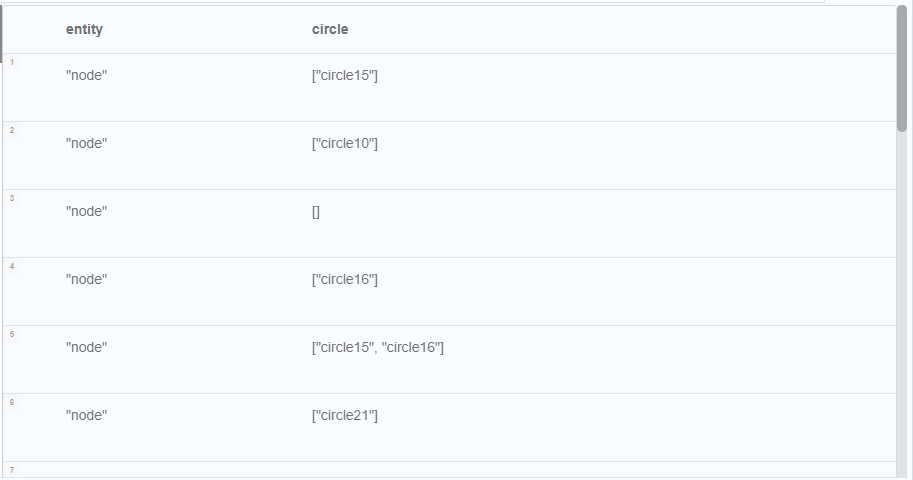 entity circle
1
"node" ["circle15"]
2
"node" ["circle10"]
3
"node" []
4
"node" ["circle16"]
5
"node" ["circle15", "circle16"]
6
"node" ["circle21"]
7